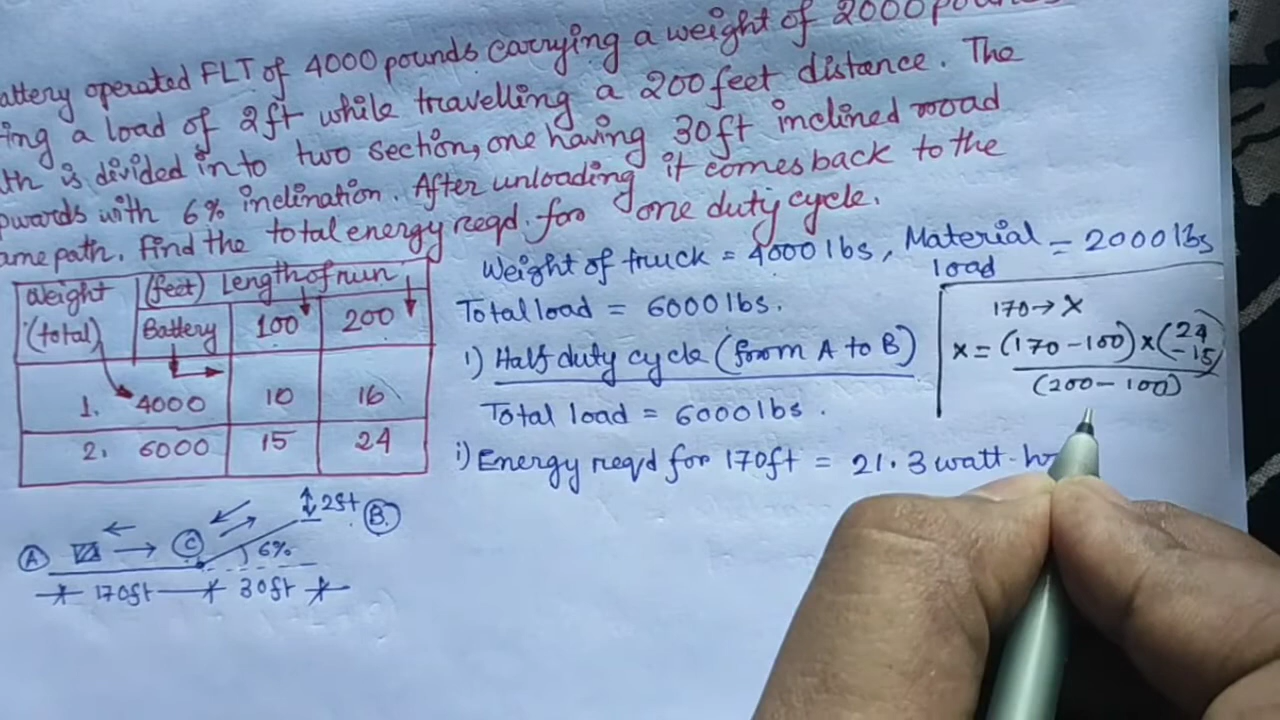 attery operated FLT of 4000 pounds carrying a weight of 2000
ing a load of 2ft while travelling a 200 feet distance. The
th is divided in to two section, one having 30ft inclined road
pwards with 6% inclination. After unloading it comes back to the
ame path. Find the total energy reqd. for one duty cycle.
Weight (total)
(feet) Length of run
Battery 100 200
1. 4000 10 16
2. 6000 15 24
Weight of truck = 4000 lbs, Material load = 2000 lbs
Total load = 6000 lbs.
1) Half duty cycle (from A to B)
Total load = 6000 lbs.
i) Energy reqd for 170ft = 21.3 watt-hr
170 → X
X = (170 - 100) × (24 - 15)
(200 - 100)
2ft B
A C 6%
170ft 30ft